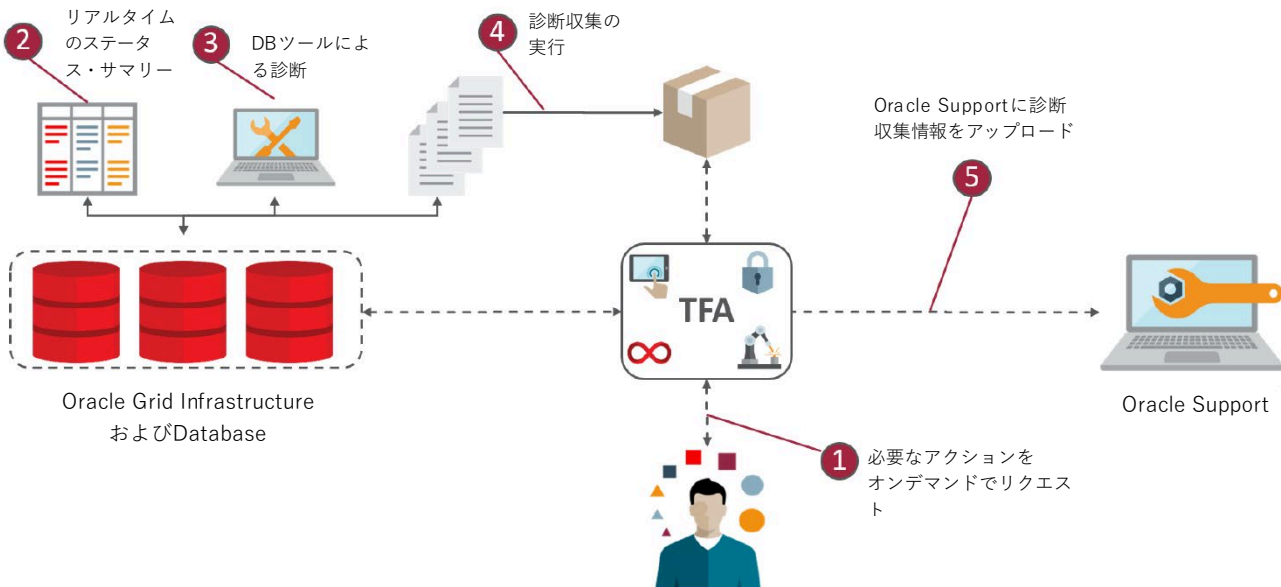 2
リアルタイム
のステータ
ス・サマリー
3
DBツールによ
る診断
4
診断収集の
実行
Oracle Supportに診断
収集情報をアップロード
5
TFA
Oracle Grid Infrastructure
およびDatabase
Oracle Support
1
必要なアクションを
オンデマンドでリクエス
ト